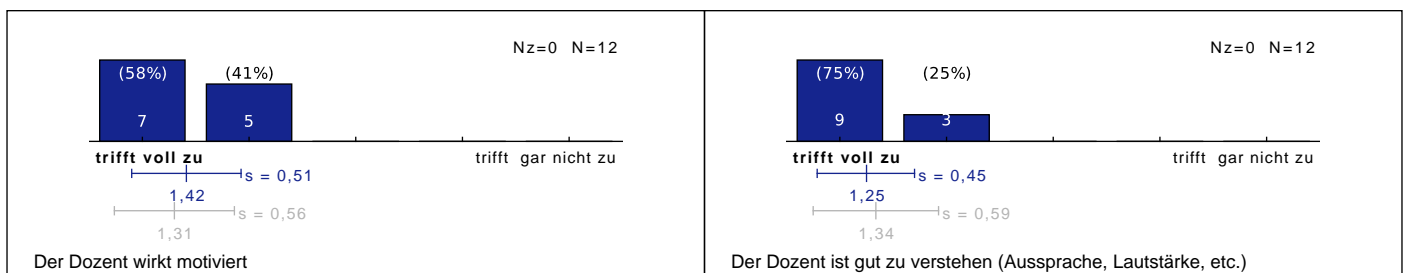 Nz=0 N=12
(58%) (41%)
7 5
trifft voll zu trifft gar nicht zu
s = 0,51
1,42
s = 0,56
1,31
Der Dozent wirkt motiviert
Nz=0 N=12
(75%) (25%)
9 3
trifft voll zu trifft gar nicht zu
s = 0,45
1,25
s = 0,59
1,34
Der Dozent ist gut zu verstehen (Aussprache, Lautstärke, etc.)